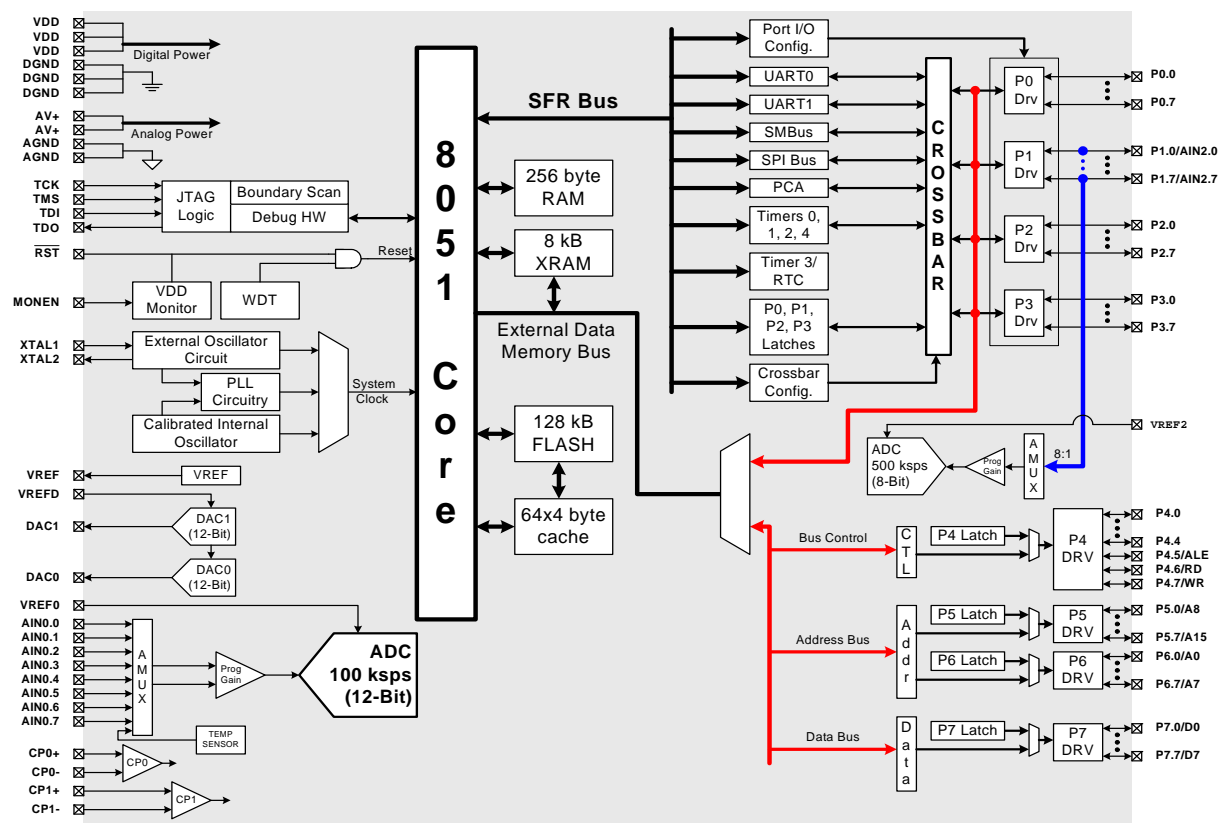 VDD
VDD
VDD
Digital Power
DGND
DGND
DGND
AV+
AV+
Analog Power
AGND
AGND
TCK
TMS
TDI
TDO
JTAG
Logic
Boundary Scan
Debug HW
RST
Reset
MONEN
VDD
Monitor
WDT
XTAL1
XTAL2
External Oscillator
Circuit
PLL
Circuitry
Calibrated Internal
Oscillator
System
Clock
VREF
VREF
VREFD
DAC1
DAC1
(12-Bit)
DAC0
DAC0
(12-Bit)
VREF0
AIN0.0
AIN0.1
AIN0.2
AIN0.3
AIN0.4
AIN0.5
AIN0.6
AIN0.7
AMUX
Prog
Gain
ADC
100 ksps
(12-Bit)
TEMP
SENSOR
CP0+
CP0-
CP0
CP1+
CP1-
CP1
8051 Core
SFR Bus
256 byte
RAM
8 kB
XRAM
External Data
Memory Bus
128 kB
FLASH
64x4 byte
cache
Port I/O
Config.
UART0
UART1
SMBus
SPI Bus
PCA
Timers 0,
1, 2, 4
Timer 3/
RTC
P0, P1,
P2, P3
Latches
Crossbar
Config.
CROSSBAR
P0
Drv
P1
Drv
P2
Drv
P3
Drv
P0.0
P0.7
P1.0/AIN2.0
P1.7/AIN2.7
P2.0
P2.7
P3.0
P3.7
VREF2
ADC
500 ksps
(8-Bit)
Prog
Gain
AMUX
8:1
Bus Control
CTL
P4 Latch
P4
DRV
P4.0
P4.4
P4.5/ALE
P4.6/RD
P4.7/WR
Address Bus
Addr
P5 Latch
P5
DRV
P5.0/A8
P5.7/A15
P6 Latch
P6
DRV
P6.0/A0
P6.7/A7
Data Bus
Data
P7 Latch
P7
DRV
P7.0/D0
P7.7/D7